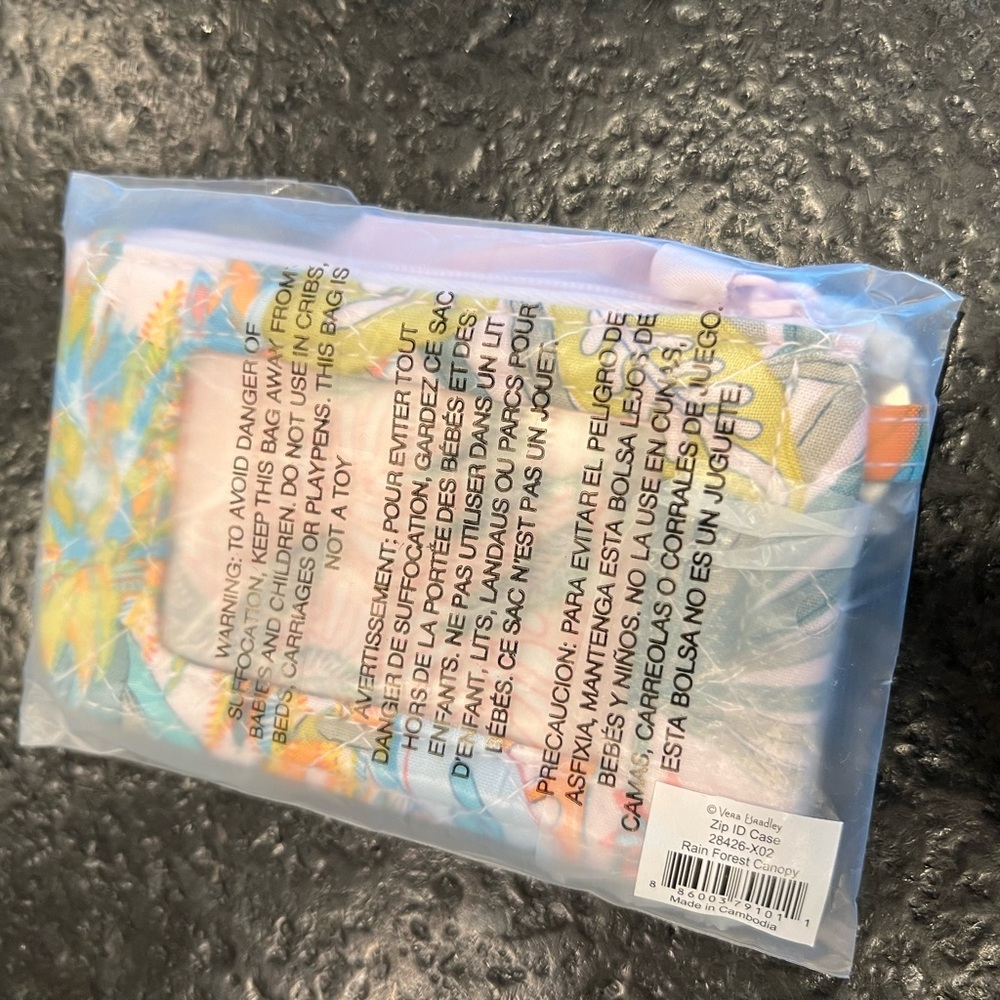 WARNING: TO AVOID DANGER OF
SUFFOCATION, KEEP THIS BAG AWAY FROM
BABIES AND CHILDREN. DO NOT USE IN CRIBS,
BEDS, CARRIAGES OR PLAYPENS. THIS BAG IS
NOT A TOY
AVERTISSEMENT: POUR EVITER TOUT
DANGER DE SUFFOCATION, GARDEZ CE SAC
HORS DE LA PORTÉE DES BÉBÉS ET DES
ENFANTS. NE PAS UTILISER DANS UN LIT
D'ENFANT, LITS, LANDAUS OU PARCS POUR
BÉBÉS. CE SAC N'EST PAS UN JOUET
PRECAUCION: PARA EVITAR EL PELIGRO DE
ASFIXIA, MANTENGA ESTA BOLSA LEJOS DE
BEBÉS Y NIÑOS. NO LA USE EN CUNAS,
CAMAS, CARREOLAS O CORRALES DE JUEGO.
ESTA BOLSA NO ES UN JUGUETE.
© Vera Bradley
Zip ID Case
28426-X02
Rain Forest Canopy
8 86003 79101 1
Made in Cambodia